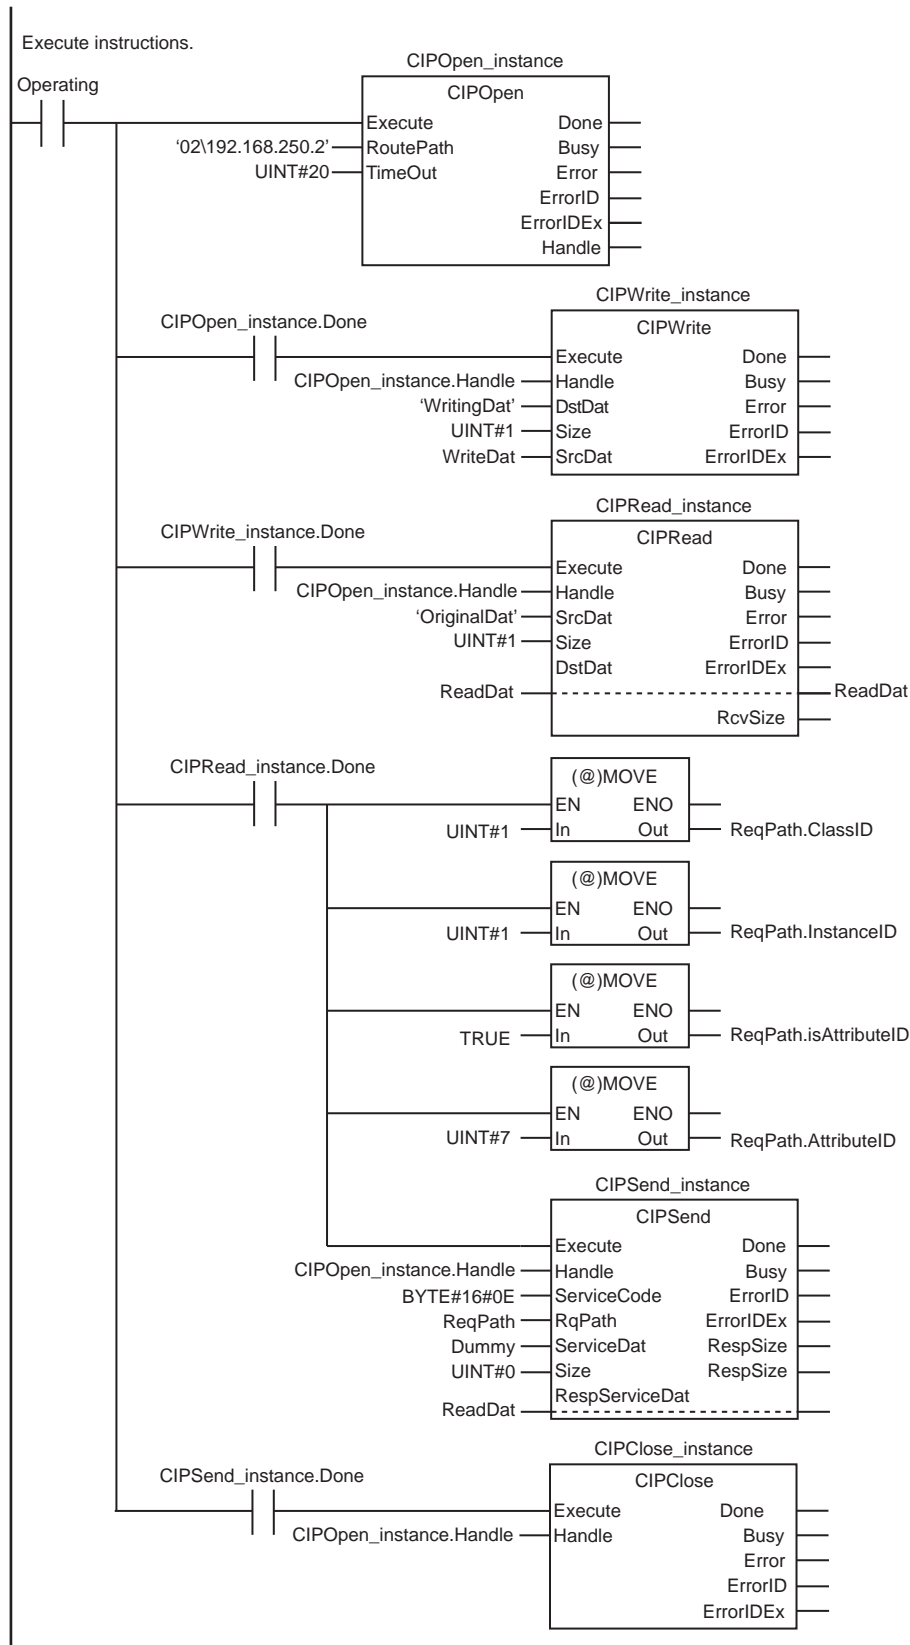 Execute instructions.
Operating
CIPOpen_instance
CIPOpen
Execute Done
‘02\192.168.250.2’ RoutePath Busy
UINT#20 TimeOut Error
ErrorID
ErrorIDEx
Handle
CIPWrite_instance
CIPOpen_instance.Done CIPWrite
Execute Done
CIPOpen_instance.Handle Handle Busy
‘WritingDat’ DstDat Error
UINT#1 Size ErrorID
WriteDat SrcDat ErrorIDEx
CIPRead_instance
CIPWrite_instance.Done CIPRead
Execute Done
CIPOpen_instance.Handle Handle Busy
‘OriginalDat’ SrcDat Error
UINT#1 Size ErrorID
DstDat ErrorIDEx
ReadDat ReadDat
RcvSize
CIPRead_instance.Done (@)MOVE
EN ENO
UINT#1 In Out ReqPath.ClassID
(@)MOVE
EN ENO
UINT#1 In Out ReqPath.InstanceID
(@)MOVE
EN ENO
TRUE In Out ReqPath.isAttributeID
(@)MOVE
EN ENO
UINT#7 In Out ReqPath.AttributeID
CIPSend_instance
CIPSend
Execute Done
CIPOpen_instance.Handle Handle Busy
BYTE#16#0E ServiceCode ErrorID
ReqPath RqPath ErrorIDEx
Dummy ServiceDat RespSize
UINT#0 Size RespSize
RespServiceDat
ReadDat
CIPClose_instance
CIPSend_instance.Done CIPClose
Execute Done
CIPOpen_instance.Handle Handle Busy
Error
ErrorID
ErrorIDEx